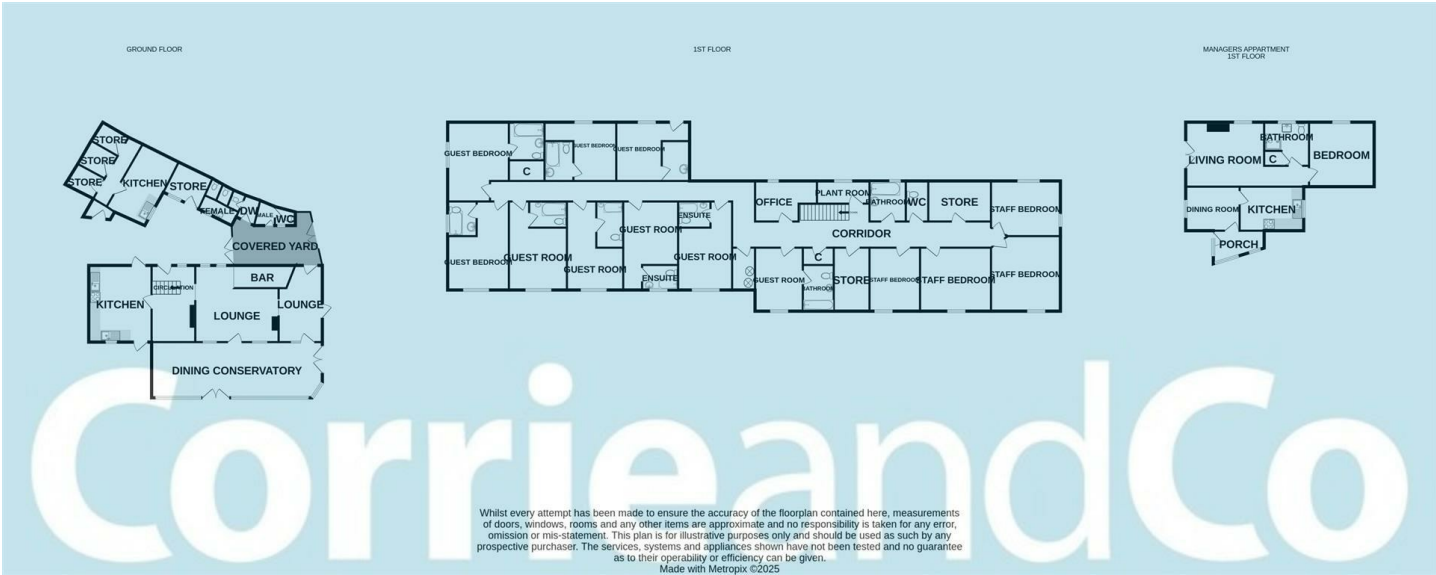 GROUND FLOOR
1ST FLOOR
MANAGERS APPARTMENT
1ST FLOOR
STORE
STORE
STORE
KITCHEN
STORE
FEMALE
DW
MALE
WC
COVERED YARD
BAR
KITCHEN
CIRCULATION
LOUNGE
LOUNGE
DINING CONSERVATORY
GUEST BEDROOM
C
GUEST BEDROOM
GUEST BEDROOM
GUEST BEDROOM
GUEST ROOM
GUEST ROOM
GUEST ROOM
ENSUITE
ENSUITE
GUEST ROOM
OFFICE
PLANT ROOM
BATHROOM
WC
STORE
STAFF BEDROOM
CORRIDOR
GUEST ROOM
C
BATHROOM
STORE
STAFF BEDROOM
STAFF BEDROOM
STAFF BEDROOM
LIVING ROOM
BATHROOM
C
BEDROOM
DINING ROOM
KITCHEN
PORCH
CorrieandCo
Whilst every attempt has been made to ensure the accuracy of the floorplan contained here, measurements
of doors, windows, rooms and any other items are approximate and no responsibility is taken for any error,
omission or mis-statement. This plan is for illustrative purposes only and should be used as such by any
prospective purchaser. The services, systems and appliances shown have not been tested and no guarantee
as to their operability or efficiency can be given.
Made with Metropix ©2025